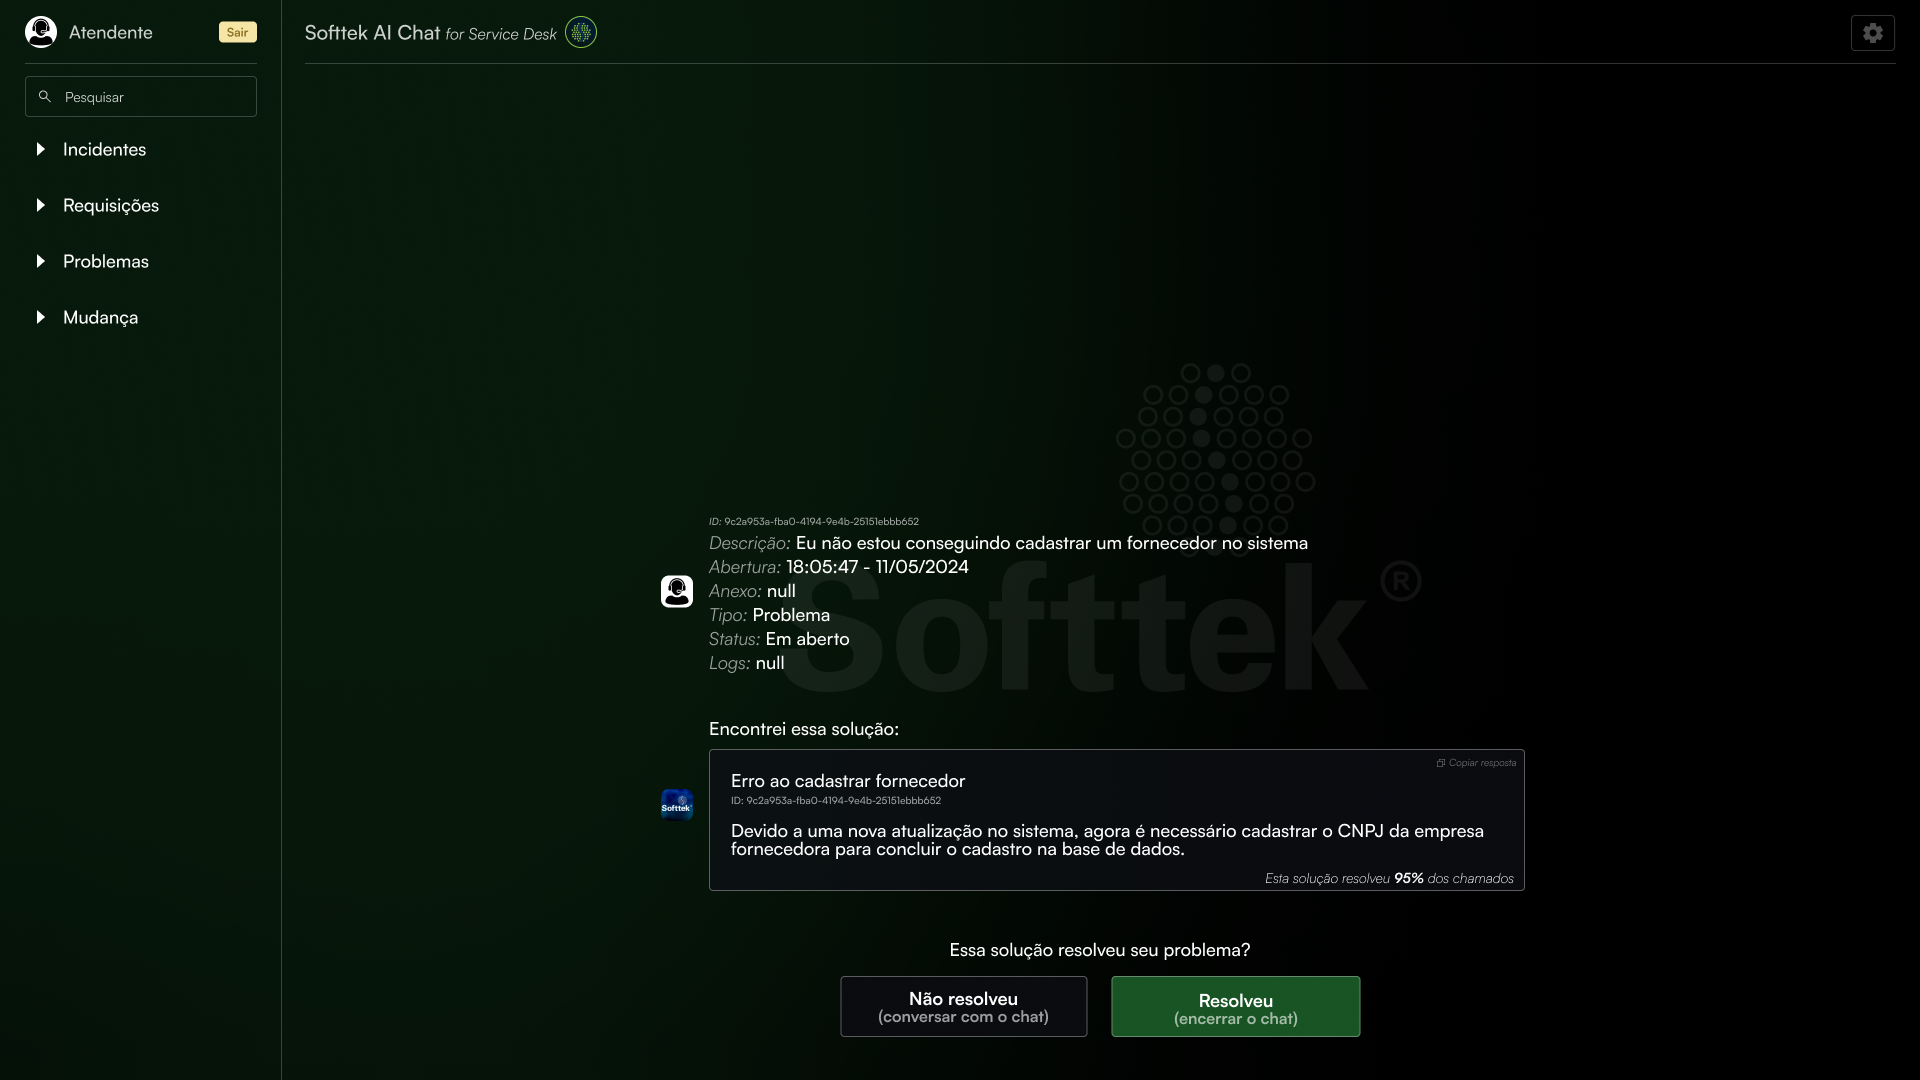 Atendente
Sair
Pesquisar
Incidentes
Requisições
Problemas
Mudança
Softtek AI Chat for Service Desk
ID: 9c2a953a-fba0-4194-9e4b-25151ebbb652
Descrição: Eu não estou conseguindo cadastrar um fornecedor no sistema
Abertura: 18:05:47 - 11/05/2024
Anexo: null
Tipo: Problema
Status: Em aberto
Logs: null
Softtek®
Encontrei essa solução:
Copiar resposta
Erro ao cadastrar fornecedor
ID: 9c2a953a-fba0-4194-9e4b-25151ebbb652
Softtek
Devido a uma nova atualização no sistema, agora é necessário cadastrar o CNPJ da empresa
fornecedora para concluir o cadastro na base de dados.
Esta solução resolveu 95% dos chamados
Essa solução resolveu seu problema?
Não resolveu
(conversar com o chat)
Resolveu
(encerrar o chat)